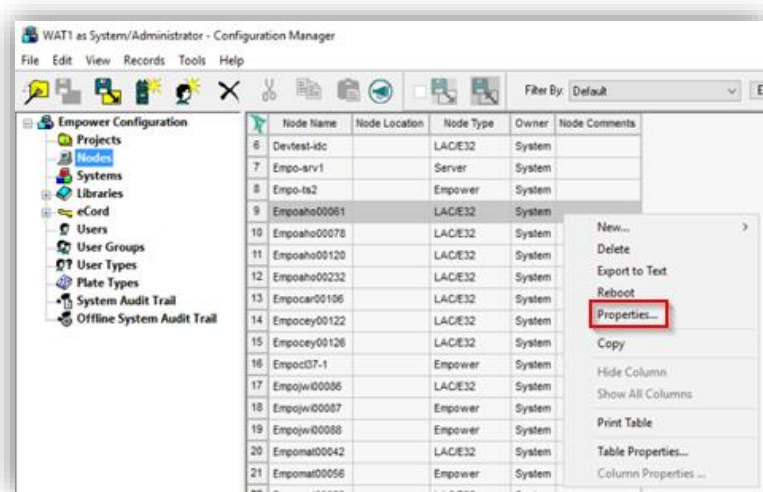 WAT1 as System/Administrator - Configuration Manager
File Edit View Records Tools Help
Filter By: Default
Empower Configuration
Projects
Nodes
Systems
Libraries
eCord
Users
User Groups
User Types
Plate Types
System Audit Trail
Offline System Audit Trail
Node Name Node Location Node Type Owner Node Comments
6 Devtest-idc LAC/E32 System
7 Empo-srv1 Server System
8 Empo-ts2 Empower System
9 Empoaho00061 LAC/E32 System
10 Empoaho00078 LAC/E32 System
11 Empoaho00120 LAC/E32 System
12 Empoaho00232 LAC/E32 System
13 Empocar00106 LAC/E32 System
14 Empocey00122 LAC/E32 System
15 Empocey00126 LAC/E32 System
16 Empocl37-1 Empower System
17 Empojwi00086 LAC/E32 System
18 Empojwi00087 Empower System
19 Empojwi00088 Empower System
20 Empomat00042 LAC/E32 System
21 Empomat00056 Empower System
New...
Delete
Export to Text
Reboot
Properties...
Copy
Hide Column
Show All Columns
Print Table
Table Properties...
Column Properties ...